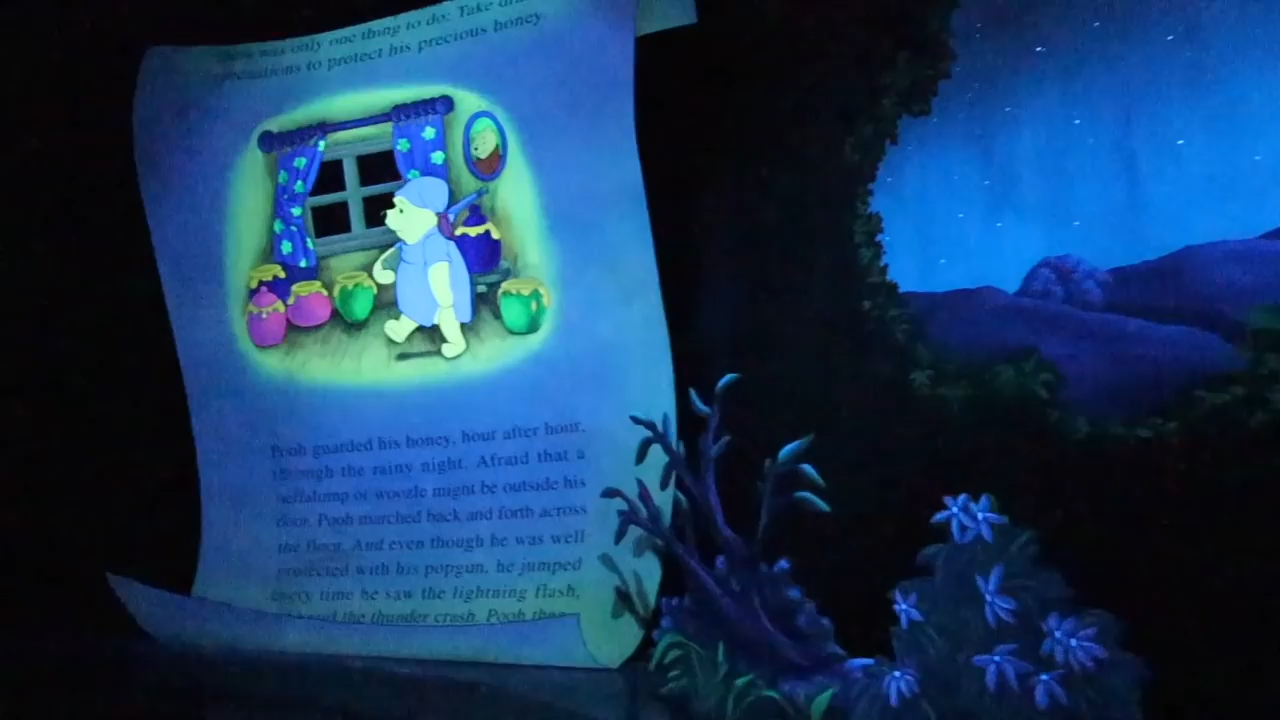 was only one thing to do: Take
precautions to protect his precious honey
Pooh guarded his honey, hour after hour,
through the rainy night. Afraid that a
heffalump or woozle might be outside his
door, Pooh marched back and forth across
the floor. And even though he was well
protected with his popgun, he jumped
every time he saw the lightning flash,
heard the thunder crash. Pooh then